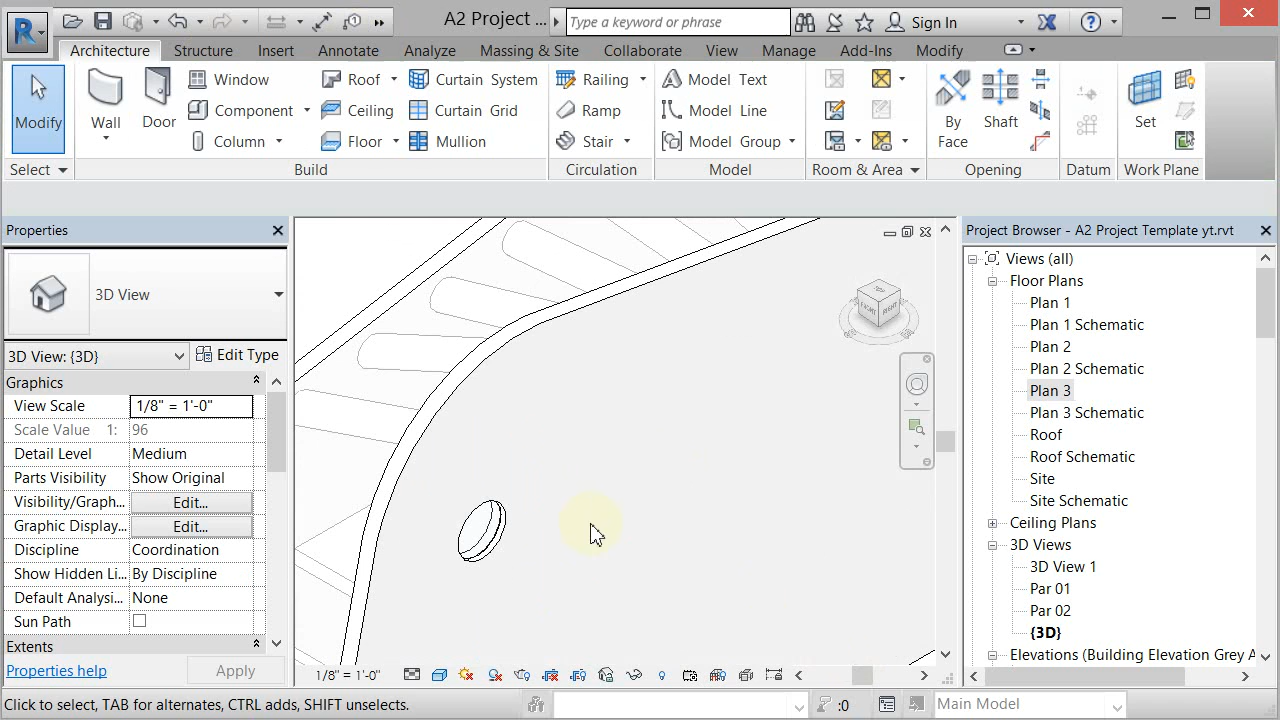 A2 Project ...
Type a keyword or phrase
Sign In
Architecture Structure Insert Annotate Analyze Massing & Site Collaborate View Manage Add-Ins Modify
Modify
Wall
Door
Window
Component
Column
Roof
Ceiling
Floor
Curtain System
Curtain Grid
Mullion
Railing
Ramp
Stair
Model Text
Model Line
Model Group
By Face
Shaft
Set
Select Build Circulation Model Room & Area Opening Datum Work Plane
Properties
3D View
3D View: {3D} Edit Type
Graphics
View Scale 1/8" = 1'-0"
Scale Value 1: 96
Detail Level Medium
Parts Visibility Show Original
Visibility/Graph... Edit...
Graphic Display... Edit...
Discipline Coordination
Show Hidden Li... By Discipline
Default Analysi... None
Sun Path
Extents
Properties help Apply
FRONT RIGHT
1/8" = 1'-0"
Project Browser - A2 Project Template yt.rvt
Views (all)
Floor Plans
Plan 1
Plan 1 Schematic
Plan 2
Plan 2 Schematic
Plan 3
Plan 3 Schematic
Roof
Roof Schematic
Site
Site Schematic
Ceiling Plans
3D Views
3D View 1
Par 01
Par 02
{3D}
Elevations (Building Elevation Grey A
Click to select, TAB for alternates, CTRL adds, SHIFT unselects.
:0
Main Model